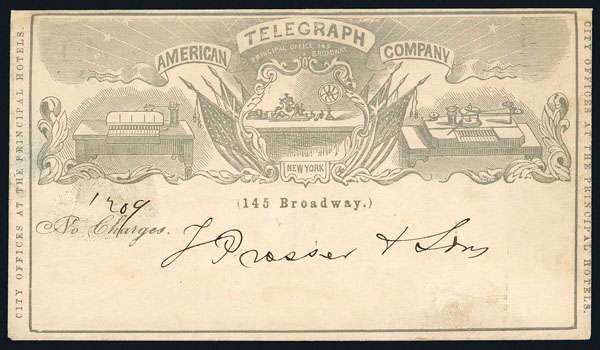 TELEGRAPH
PRINCIPAL OFFICE 145
BROADWAY
AMERICAN COMPANY
NEW YORK
(145 Broadway.)
1209
No Charges.
J Prosser & Sons
CITY OFFICES AT THE PRINCIPAL HOTELS.
CITY OFFICES AT THE PRINCIPAL HOTELS.